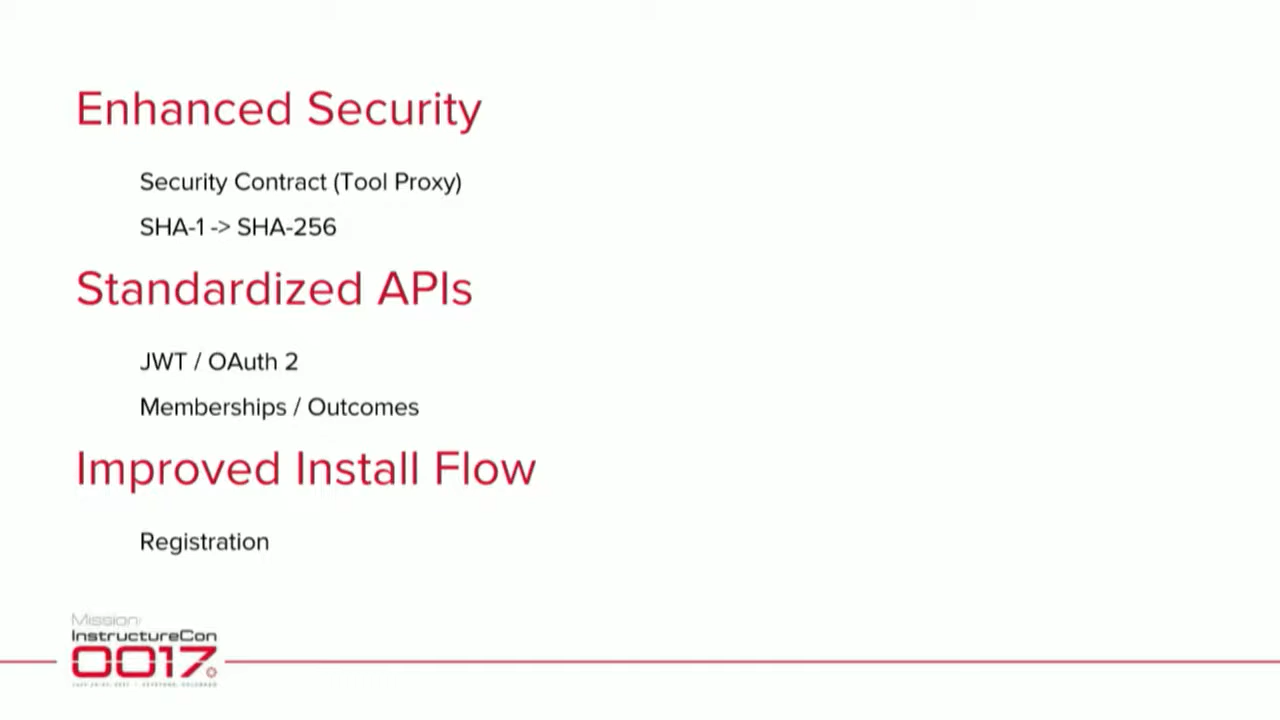 Enhanced Security
Security Contract (Tool Proxy)
SHA-1 -> SHA-256
Standardized APIs
JWT / OAuth 2
Memberships / Outcomes
Improved Install Flow
Registration
Mission:
InstructureCon
0017